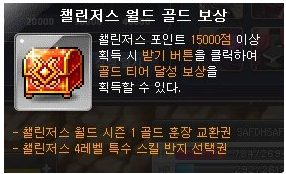 챌린저스 월드 골드 보상
챌린저스 포인트 15000점 이상
획득 시 받기 버튼을 클릭하여
골드 티어 달성 보상을
획득할 수 있다.
- 챌린저스 월드 시즌 1 골드 훈장 교환권
- 챌린저스 4레벨 특수 스킬 반지 선택권